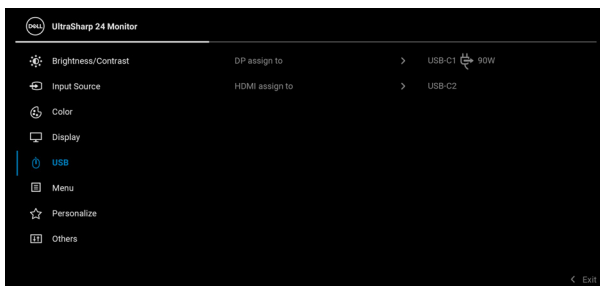 DELL UltraSharp 24 Monitor
Brightness/Contrast DP assign to > USB-C1 90W
Input Source HDMI assign to > USB-C2
Color
Display
USB
Menu
Personalize
Others
< Exit